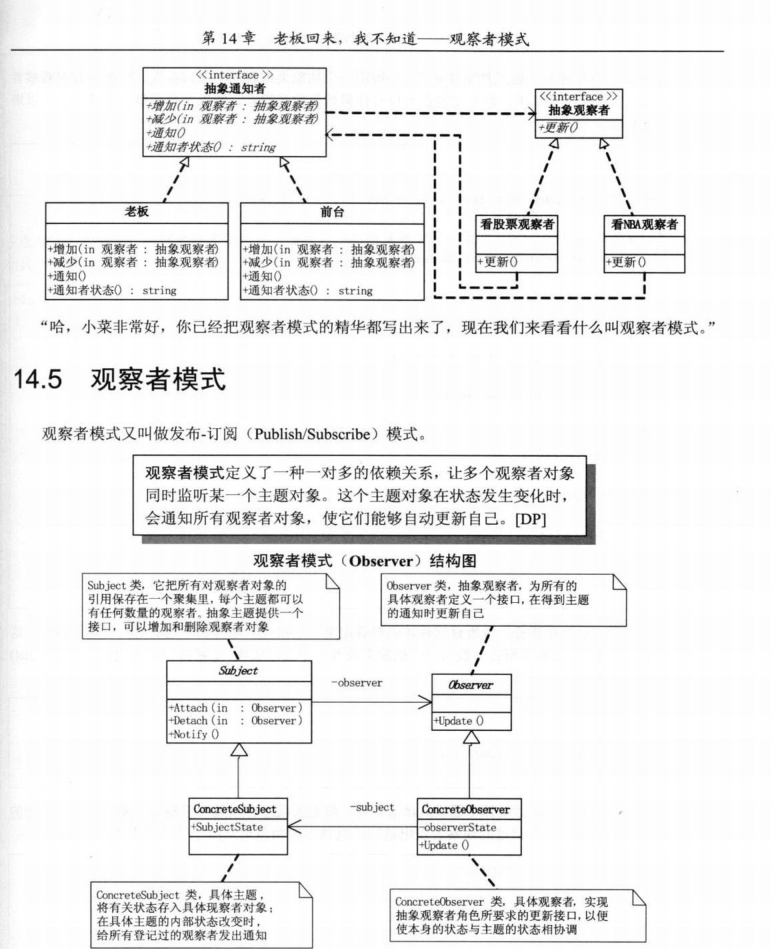 第 14 章 老板回来，我不知道——观察者模式
<<interface>>
抽象通知者
+增加(in 观察者 : 抽象观察者)
+减少(in 观察者 : 抽象观察者)
+通知()
+通知者状态() : string
<<interface>>
抽象观察者
+更新()
老板
+增加(in 观察者 : 抽象观察者)
+减少(in 观察者 : 抽象观察者)
+通知()
+通知者状态() : string
前台
+增加(in 观察者 : 抽象观察者)
+减少(in 观察者 : 抽象观察者)
+通知()
+通知者状态() : string
看股票观察者
+更新()
看NBA观察者
+更新()
“哈，小菜非常好，你已经把观察者模式的精华都写出来了，现在我们来看看什么叫观察者模式。”
14.5 观察者模式
观察者模式又叫做发布-订阅（Publish/Subscribe）模式。
观察者模式定义了一种一对多的依赖关系，让多个观察者对象
同时监听某一个主题对象。这个主题对象在状态发生变化时，
会通知所有观察者对象，使它们能够自动更新自己。[DP]
观察者模式（Observer）结构图
Subject 类，它把所有对观察者对象的
引用保存在一个聚集里，每个主题都可以
有任何数量的观察者。抽象主题提供一个
接口，可以增加和删除观察者对象
Observer 类，抽象观察者，为所有的
具体观察者定义一个接口，在得到主题
的通知时更新自己
Subject
+Attach(in : Observer)
+Detach(in : Observer)
+Notify()
-observer
Observer
+Update()
ConcreteSubject
+SubjectState
-subject
ConcreteObserver
-observerState
+Update()
ConcreteSubject 类，具体主题，
将有关状态存入具体现察者对象；
在具体主题的内部状态改变时，
给所有登记过的观察者发出通知
ConcreteObserver 类，具体观察者，实现
抽象观察者角色所要求的更新接口，以便
使本身的状态与主题的状态相协调